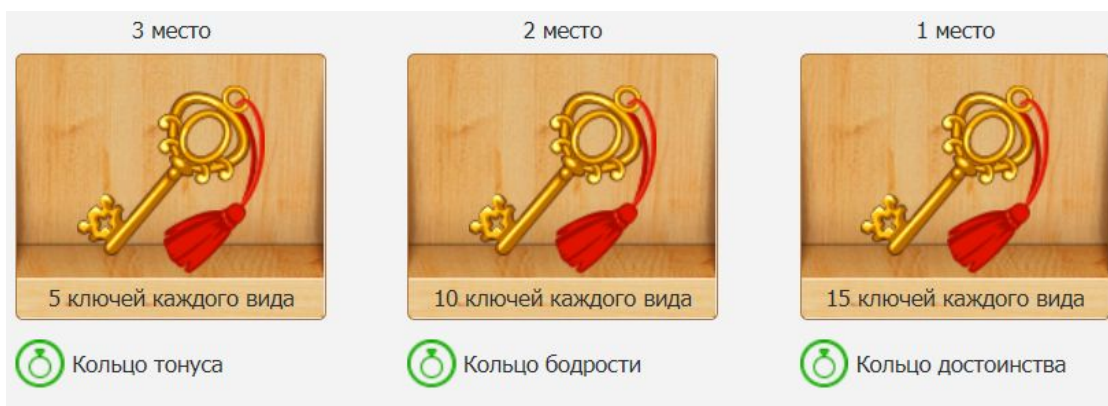 3 место
2 место
1 место
5 ключей каждого вида
10 ключей каждого вида
15 ключей каждого вида
Кольцо тонуса
Кольцо бодрости
Кольцо достоинства